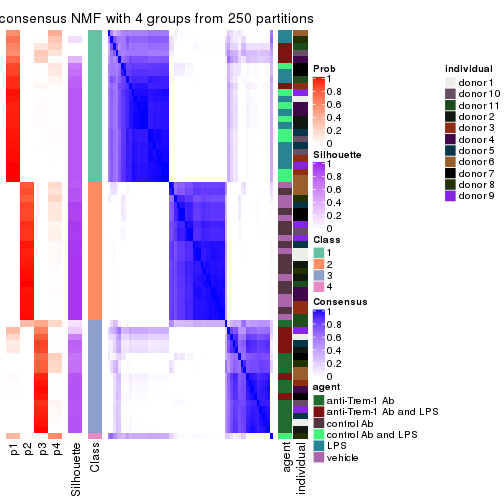 consensus NMF with 4 groups from 250 partitions
p1
p2
p3
p4
Silhouette
Class
agent
individual
Prob
1
0.8
0.6
0.4
0.2
0
Silhouette
1
0.8
0.6
0.4
0.2
0
Class
1
2
3
4
Consensus
1
0.8
0.6
0.4
0.2
0
agent
anti-Trem-1 Ab
anti-Trem-1 Ab and LPS
control Ab
control Ab and LPS
LPS
vehicle
individual
donor 1
donor 10
donor 11
donor 2
donor 3
donor 4
donor 5
donor 6
donor 7
donor 8
donor 9